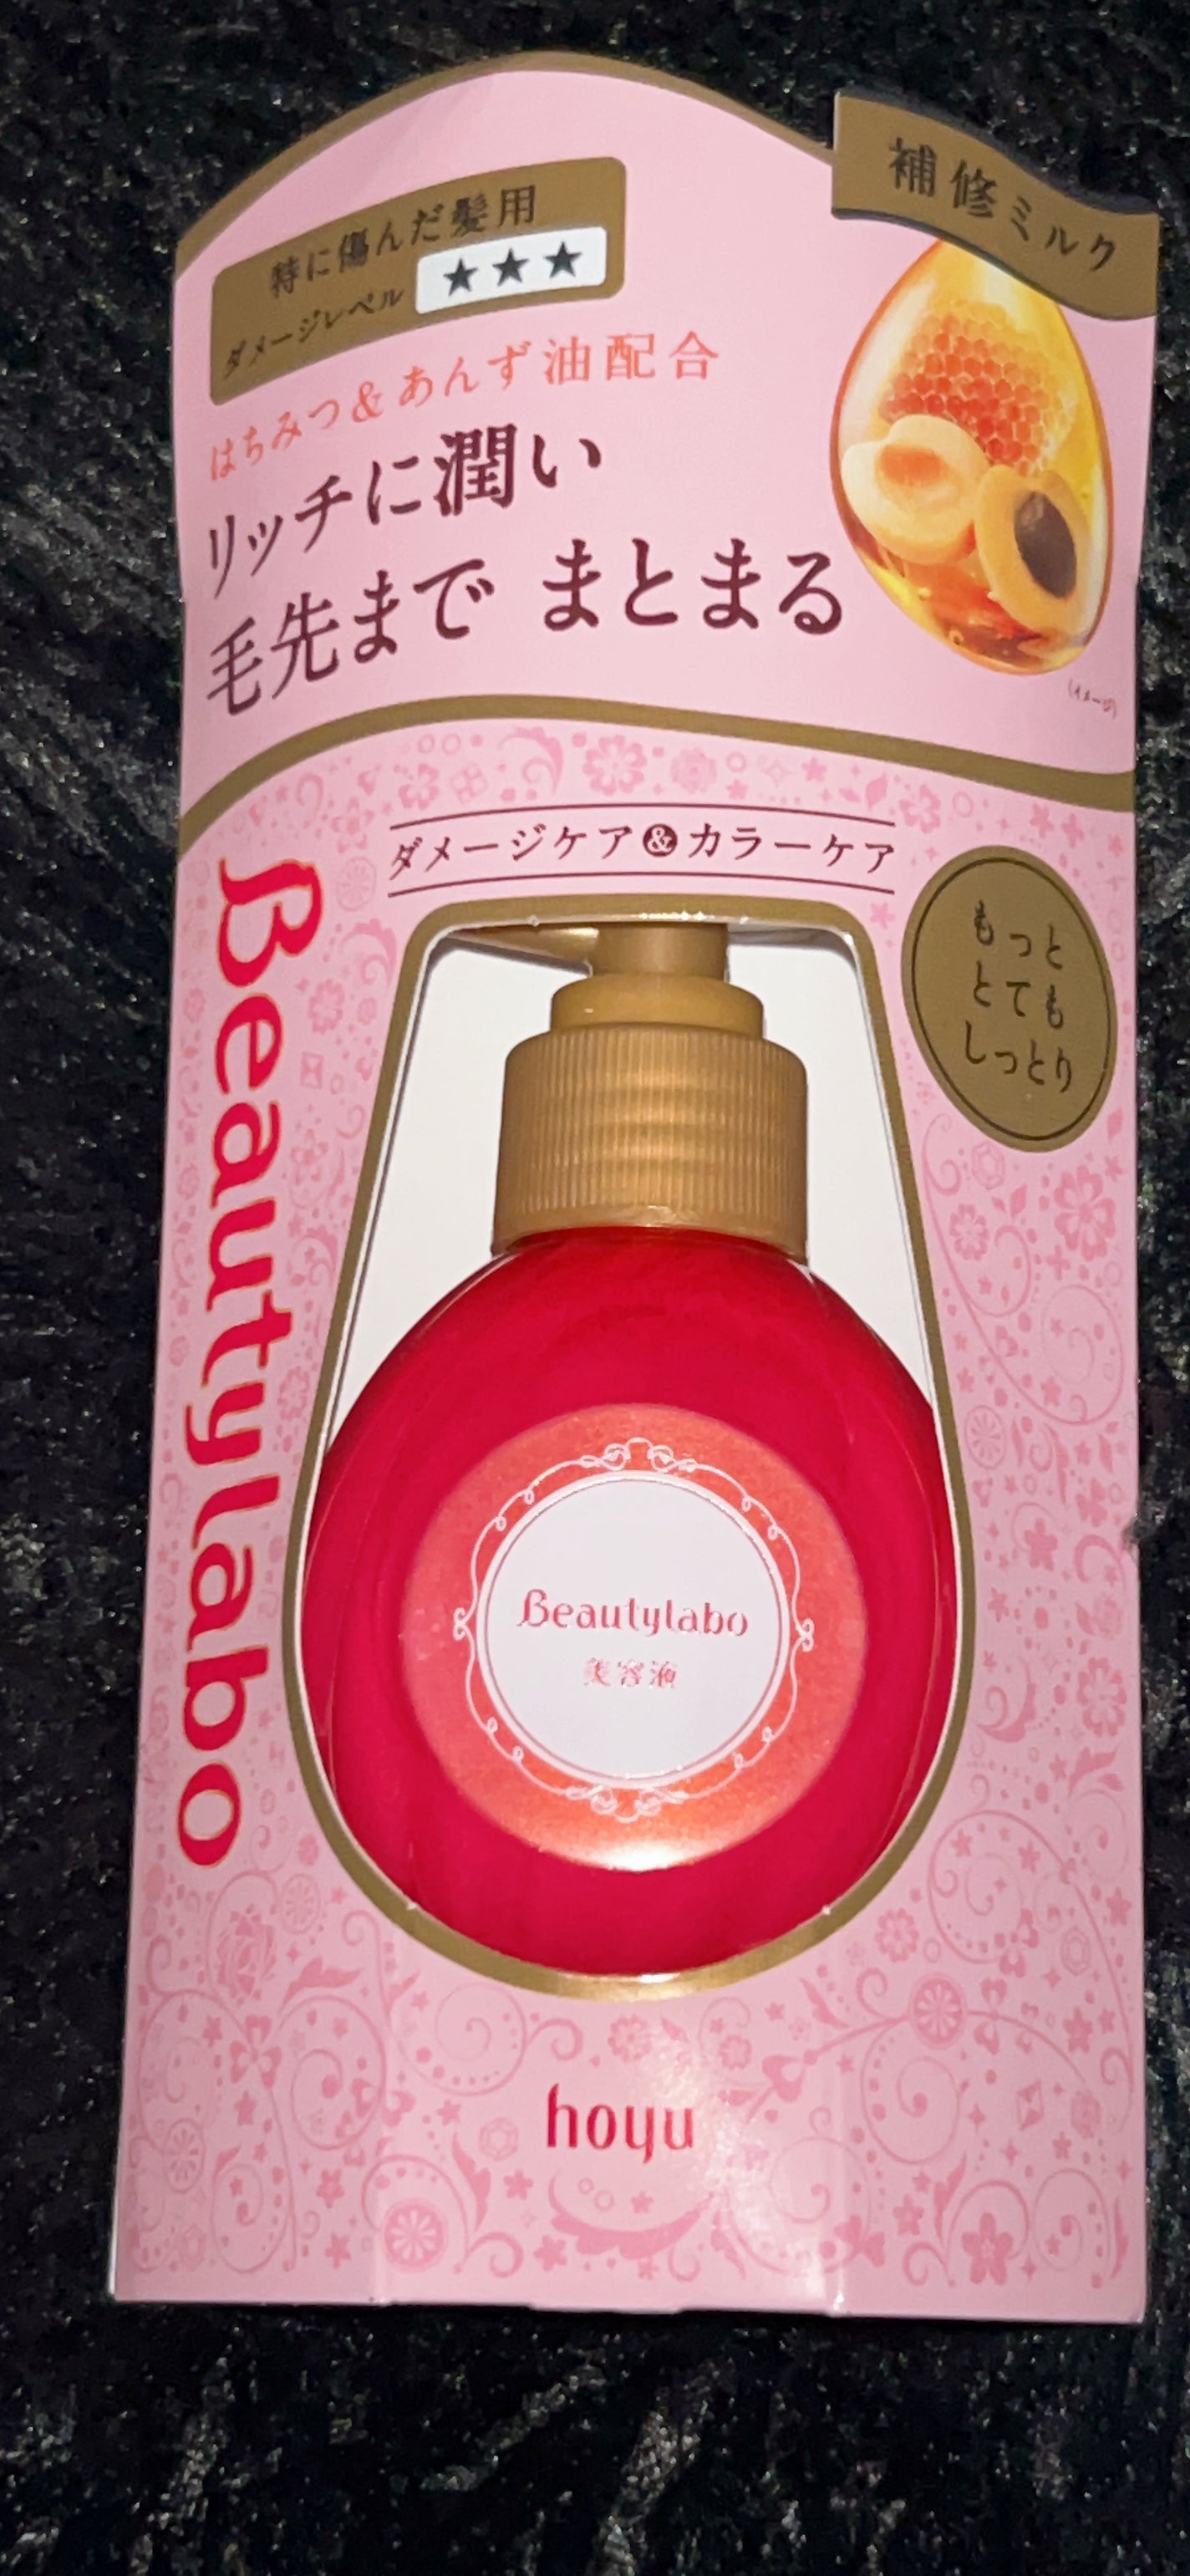 補修ミルク
特に傷んだ髪用
ダメージレベル ★★★
はちみつ&あんず油配合
リッチに潤い
毛先まで まとまる
(イメージ)
ダメージケア&カラーケア
もっと
とても
しっとり
Beautylabo
Beautylabo
美容液
hoyu